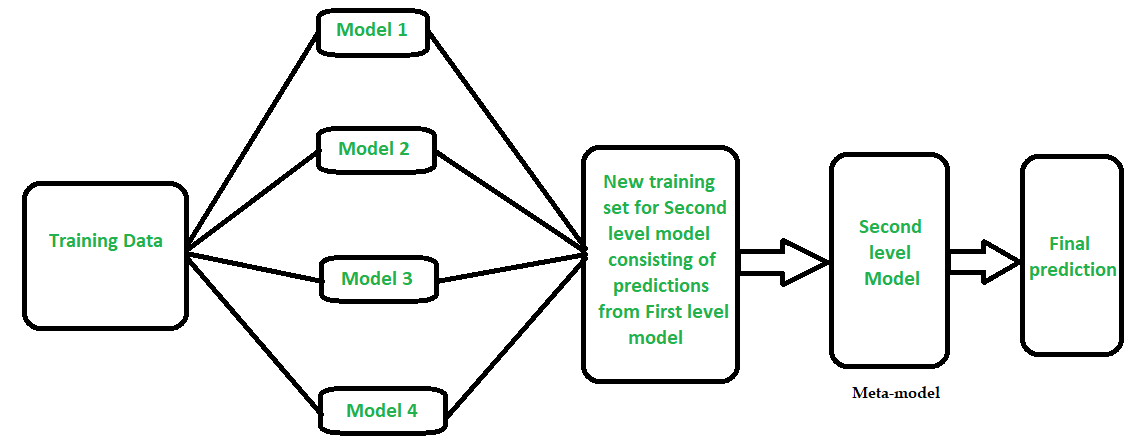 Model 1
Model 2
Training Data
Model 3
Model 4
New training
set for Second
level model
consisting of
predictions
from First level
model
Second
level
Model
Meta-model
Final
prediction